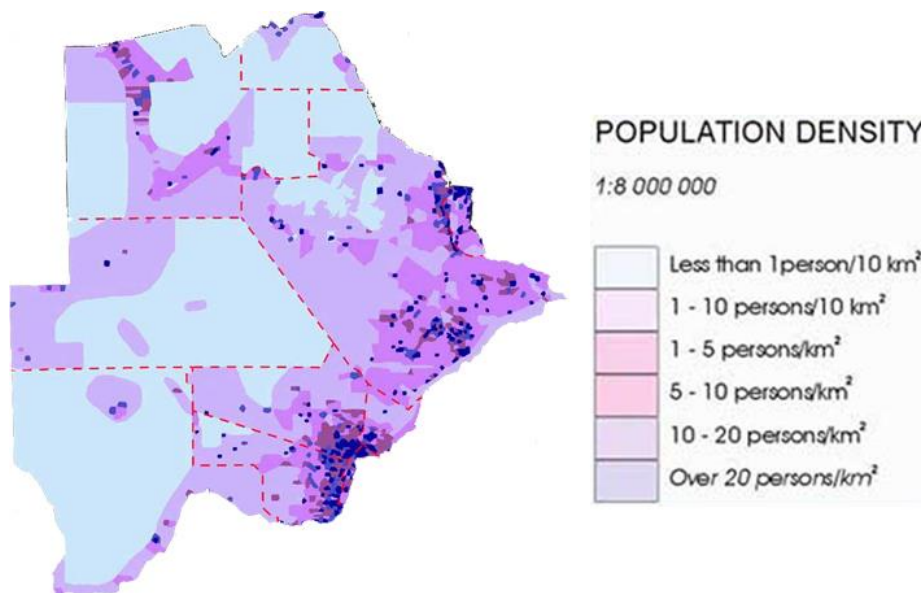 POPULATION DENSITY
1:8 000 000
Less than 1person/10 km²
1 - 10 persons/10 km²
1 - 5 persons/km²
5 - 10 persons/km²
10 - 20 persons/km²
Over 20 persons/km²